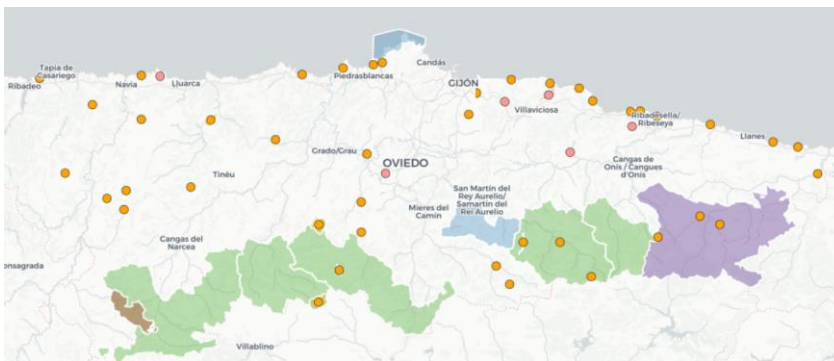 Tapia de
Casariego
Ribadeo
Navia
Lluarca
Piedrasblancas
Candás
GIJÓN
Villaviciosa
Ribadesella/
Ribeseya
Llanes
Grado/Grau
OVIEDO
Tinéu
Cangas de
Onís / Cangues
d'Onís
San Martín del
Rey Aurelio/
Samartín del
Rei Aurelio
Mieres del
Camín
Cangas del
Narcea
onsagrada
Villablino